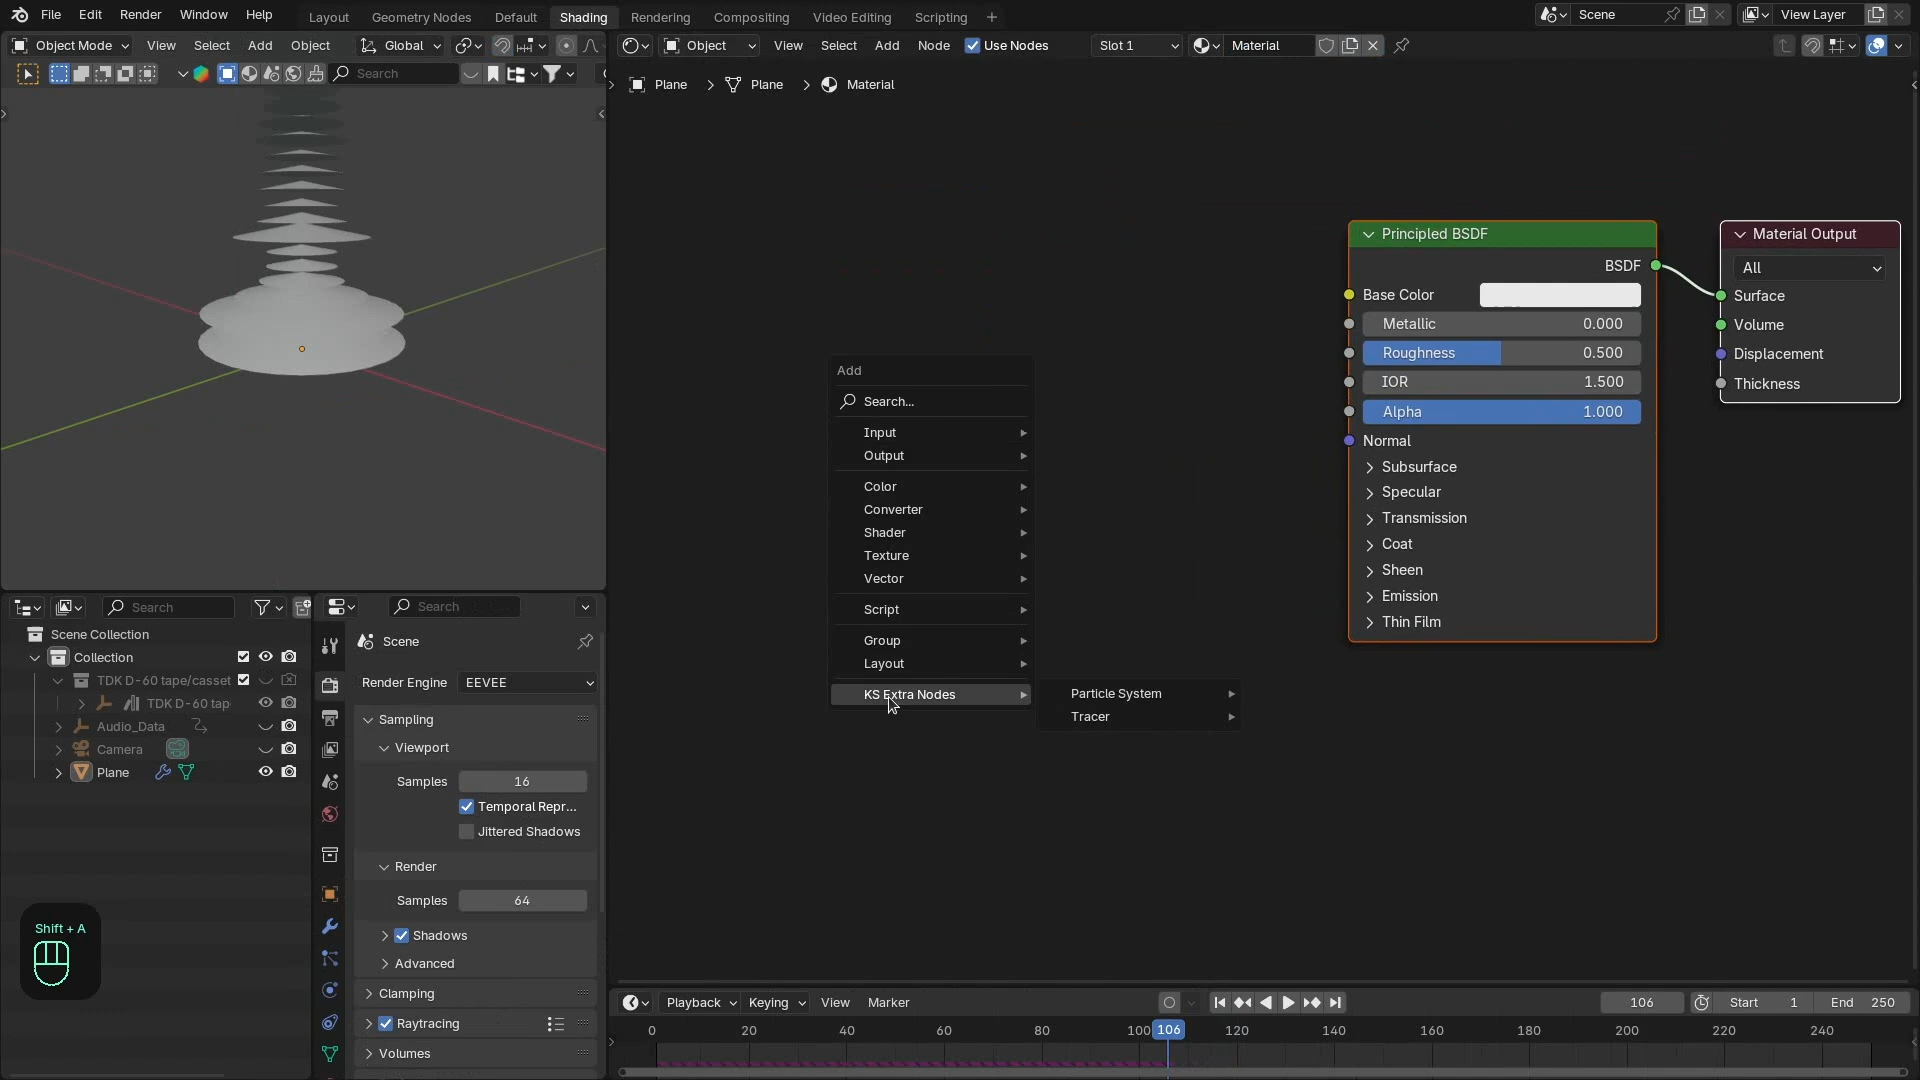 File Edit Render Window Help Layout Geometry Nodes Default Shading Rendering Compositing Video Editing Scripting + Scene View Layer
Object Mode View Select Add Object Global Object View Select Add Node Use Nodes Slot 1 Material
Search
Plane > Plane > Material
Principled BSDF
BSDF
Base Color
Metallic 0.000
Roughness 0.500
IOR 1.500
Alpha 1.000
Normal
Subsurface
Specular
Transmission
Coat
Sheen
Emission
Thin Film
Material Output
All
Surface
Volume
Displacement
Thickness
Add
Search...
Input
Output
Color
Converter
Shader
Texture
Vector
Script
Group
Layout
KS Extra Nodes
Particle System
Tracer
Search
Scene Collection
Collection
TDK D-60 tape/casset
TDK D-60 tap
Audio_Data
Camera
Plane
Search
Scene
Render Engine EEVEE
Sampling
Viewport
Samples 16
Temporal Repr...
Jittered Shadows
Render
Samples 64
Shadows
Advanced
Clamping
Raytracing
Volumes
Shift + A
Playback Keying View Marker 106 Start 1 End 250
0 20 40 60 80 100 106 120 140 160 180 200 220 240